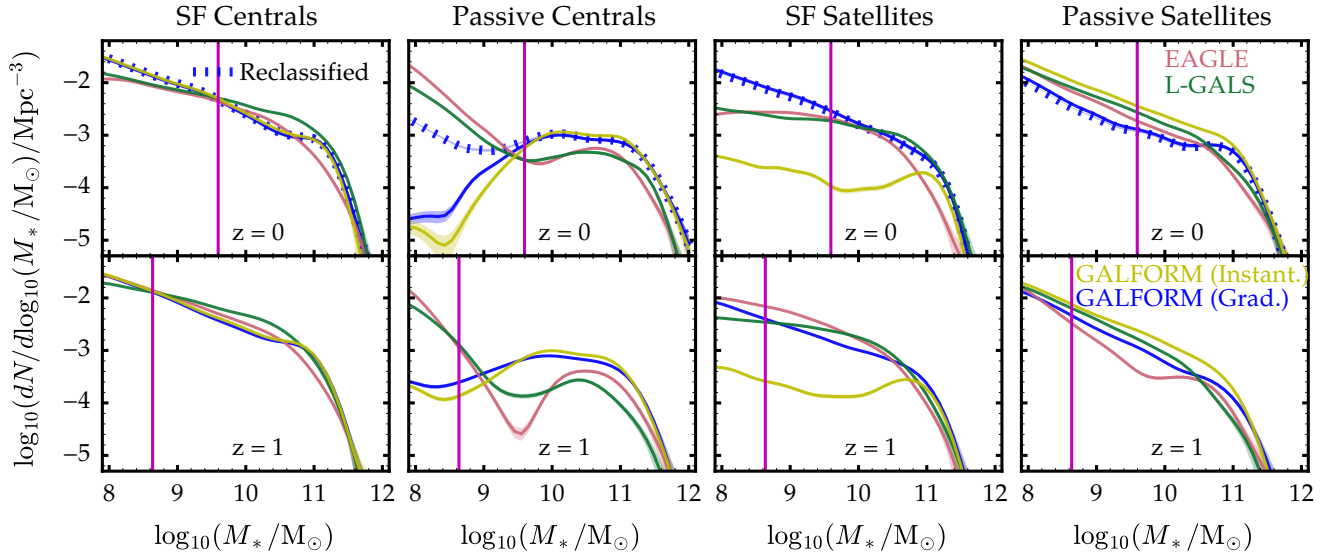 SF Centrals Passive Centrals SF Satellites Passive Satellites
Reclassified
EAGLE
L-GALS
−2
−3
−4
−5
z = 0 z = 0 z = 0 z = 0
GALFORM (Instant.)
GALFORM (Grad.)
−2
−3
−4
−5
z = 1 z = 1 z = 1 z = 1
8 9 10 11 12 8 9 10 11 12 8 9 10 11 12 8 9 10 11 12
log₁₀(M∗/M⊙) log₁₀(M∗/M⊙) log₁₀(M∗/M⊙) log₁₀(M∗/M⊙)
log₁₀(dN/dlog₁₀(M∗/M⊙)/Mpc⁻³)